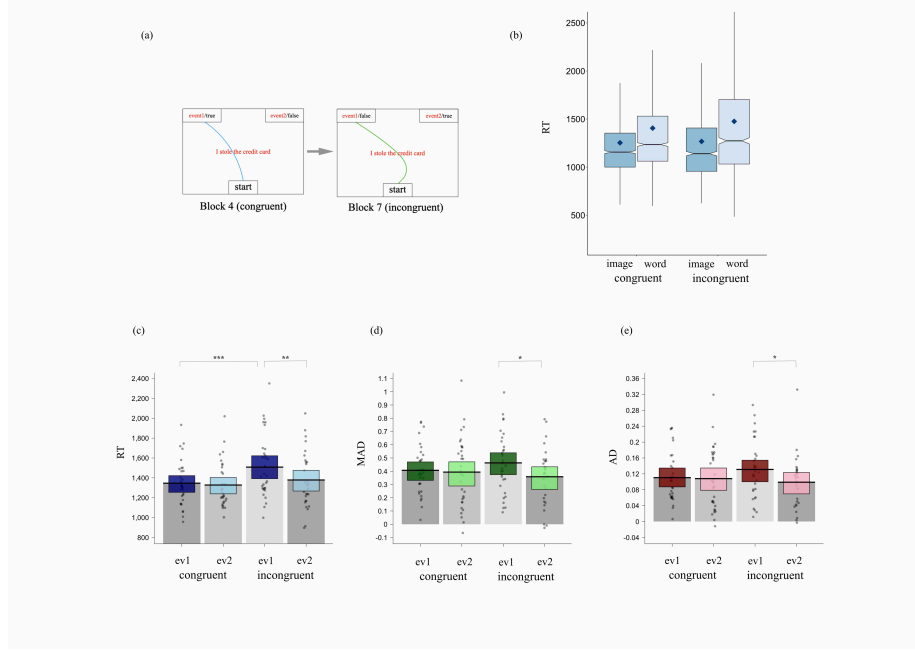 (a)
event1/true
event2/false
I stole the credit card
start
Block 4 (congruent)
event1/false
event2/true
I stole the credit card
start
Block 7 (incongruent)
(b)
RT
2500
2000
1500
1000
500
image word image word
congruent incongruent
(c)
RT
2,400
2,200
2,000
1,800
1,600
1,400
1,200
1,000
800
***
**
ev1 ev2 ev1 ev2
congruent incongruent
(d)
MAD
1.1
1
0.9
0.8
0.7
0.6
0.5
0.4
0.3
0.2
0.1
0
-0.1
*
ev1 ev2 ev1 ev2
congruent incongruent
(e)
AD
0.36
0.32
0.28
0.24
0.2
0.16
0.12
0.08
0.04
0
-0.04
*
ev1 ev2 ev1 ev2
congruent incongruent